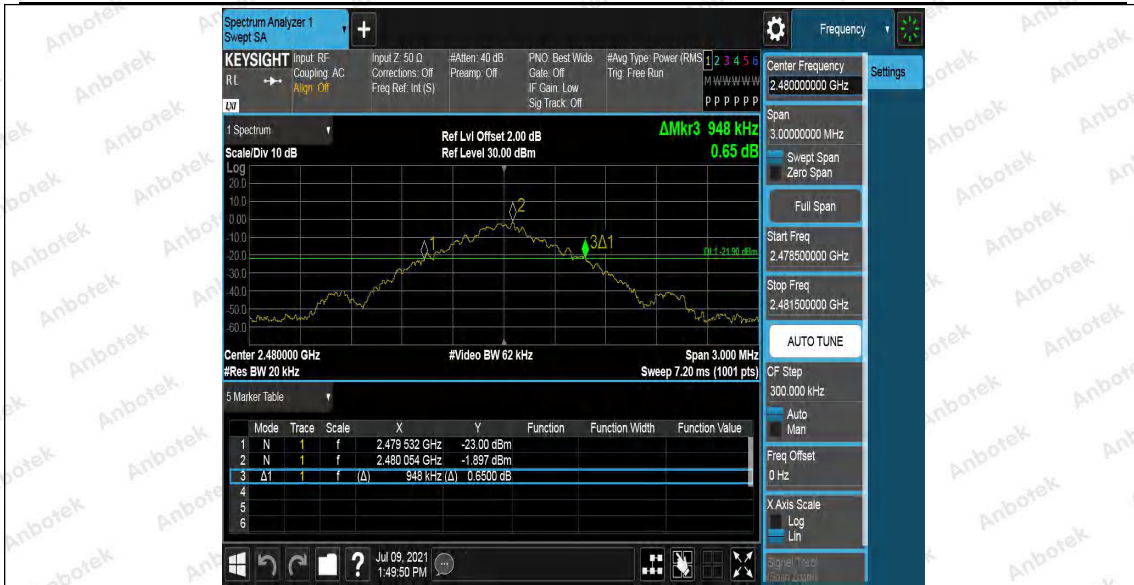 Spectrum Analyzer 1
Swept SA
+
Frequency
KEYSIGHT
RL
LXI
Input: RF
Coupling: AC
Align: Off
Input Z: 50 Ω
Corrections: Off
Freq Ref: Int (S)
#Atten: 40 dB
Preamp: Off
PNO: Best Wide
Gate: Off
IF Gain: Low
Sig Track: Off
#Avg Type: Power (RMS
Trig: Free Run
1 2 3 4 5 6
M W W W W W
P P P P P P
Center Frequency
2.480000000 GHz
Settings
Span
3.00000000 MHz
Swept Span
Zero Span
Full Span
Start Freq
2.478500000 GHz
Stop Freq
2.481500000 GHz
AUTO TUNE
CF Step
300.000 kHz
Auto
Man
Freq Offset
0 Hz
X Axis Scale
Log
Lin
1 Spectrum
Scale/Div 10 dB
Ref Lvl Offset 2.00 dB
Ref Level 30.00 dBm
ΔMkr3 948 kHz
0.65 dB
Log
20.0
10.0
0.00
-10.0
-20.0
-30.0
-40.0
-50.0
-60.0
1
2
3Δ1
DL1 -21.90 dBm
Center 2.480000 GHz
#Video BW 62 kHz
Span 3.000 MHz
#Res BW 20 kHz
Sweep 7.20 ms (1001 pts)
5 Marker Table
Mode Trace Scale X Y Function Function Width Function Value
1 N 1 f 2.479 532 GHz -23.00 dBm
2 N 1 f 2.480 054 GHz -1.897 dBm
3 Δ1 1 f (Δ) 948 kHz (Δ) 0.6500 dB
4
5
6
?
Jul 09, 2021
1:49:50 PM
Anbotek